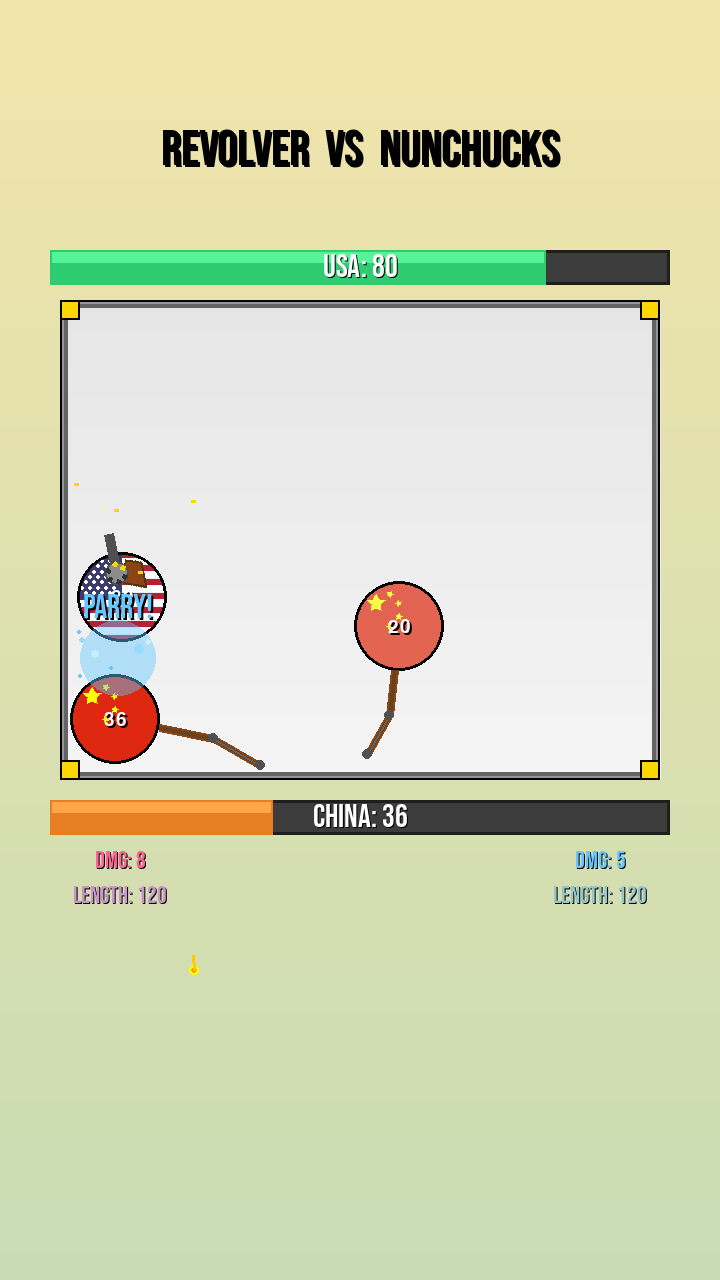 REVOLVER VS NUNCHUCKS
USA: 80
PARRY!
20
36
CHINA: 36
DMG: 8
DMG: 5
LENGTH: 120
LENGTH: 120